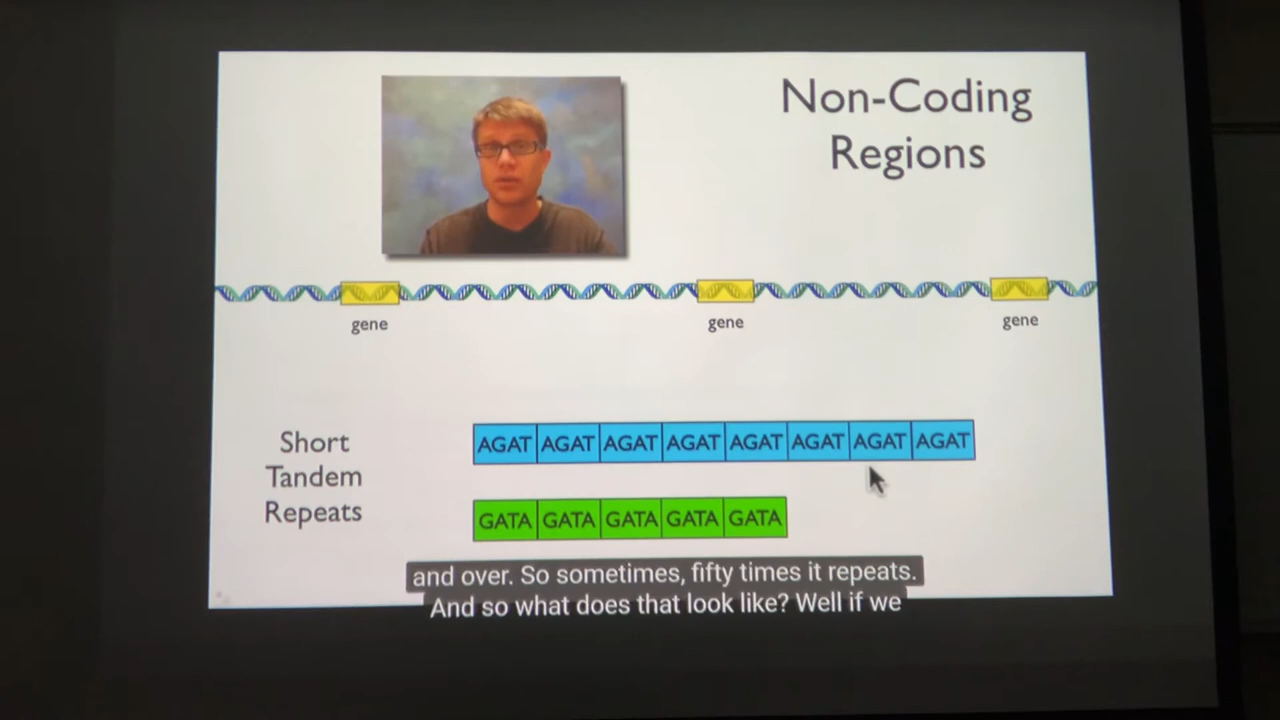 Non-Coding
Regions
gene gene gene
Short
Tandem
Repeats
AGAT AGAT AGAT AGAT AGAT AGAT AGAT AGAT
GATA GATA GATA GATA GATA
and over. So sometimes, fifty times it repeats.
And so what does that look like? Well if we